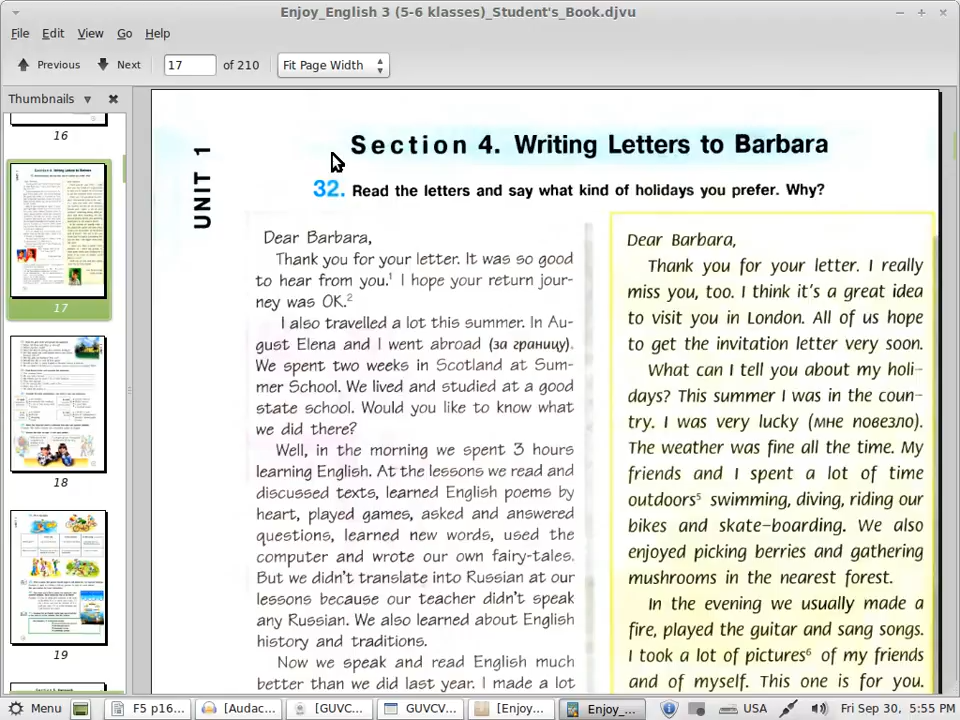 Enjoy_English 3 (5-6 klasses)_Student's_Book.djvu
File Edit View Go Help
Previous Next 17 of 210 Fit Page Width
Thumbnails
16
17
18
19
UNIT 1
Section 4. Writing Letters to Barbara
32. Read the letters and say what kind of holidays you prefer. Why?
Dear Barbara,
Thank you for your letter. It was so good
to hear from you.¹ I hope your return jour-
ney was OK.²
I also travelled a lot this summer. In Au-
gust Elena and I went abroad (за границу).
We spent two weeks in Scotland at Sum-
mer School. We lived and studied at a good
state school. Would you like to know what
we did there?
Well, in the morning we spent 3 hours
learning English. At the lessons we read and
discussed texts, learned English poems by
heart, played games, asked and answered
questions, learned new words, used the
computer and wrote our own fairy-tales.
But we didn't translate into Russian at our
lessons because our teacher didn't speak
any Russian. We also learned about English
history and traditions.
Now we speak and read English much
better than we did last year. I made a lot
Dear Barbara,
Thank you for your letter. I really
miss you, too. I think it's a great idea
to visit you in London. All of us hope
to get the invitation letter very soon.
What can I tell you about my holi-
days? This summer I was in the coun-
try. I was very lucky (мне повезло).
The weather was fine all the time. My
friends and I spent a lot of time
outdoors⁵ swimming, diving, riding our
bikes and skate-boarding. We also
enjoyed picking berries and gathering
mushrooms in the nearest forest.
In the evening we usually made a
fire, played the guitar and sang songs.
I took a lot of pictures⁶ of my friends
and of myself. This one is for you.
Menu F5 p16... [Audac... [GUVC... GUVCV... [Enjoy... Enjoy_... USA Fri Sep 30, 5:55 PM